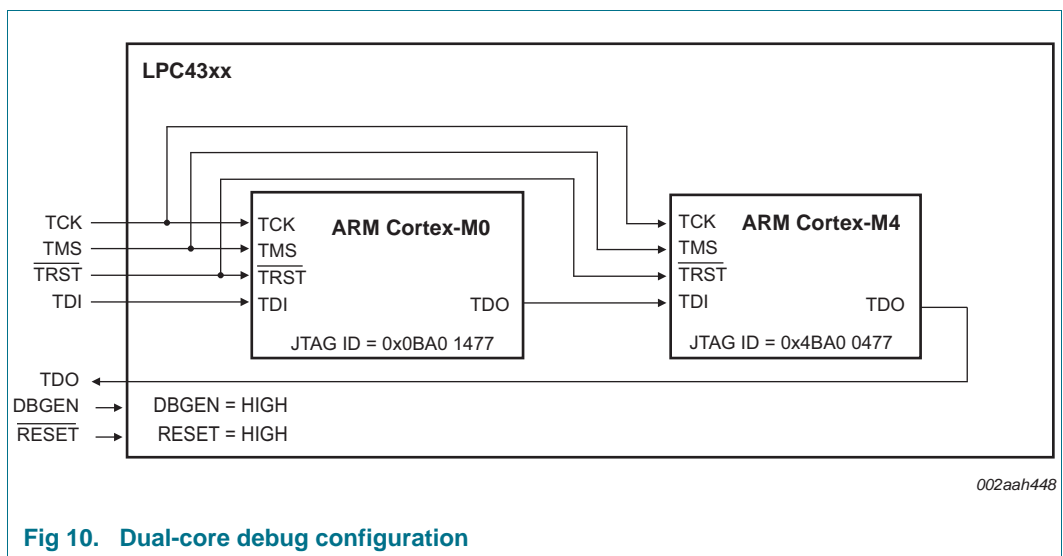 LPC43xx
TCK
TMS
TRST
TDI
TDO
DBGEN
RESET
TCK
TMS
TRST
TDI
ARM Cortex-M0
TDO
JTAG ID = 0x0BA0 1477
TCK
TMS
TRST
TDI
ARM Cortex-M4
TDO
JTAG ID = 0x4BA0 0477
DBGEN = HIGH
RESET = HIGH
002aah448
Fig 10. Dual-core debug configuration